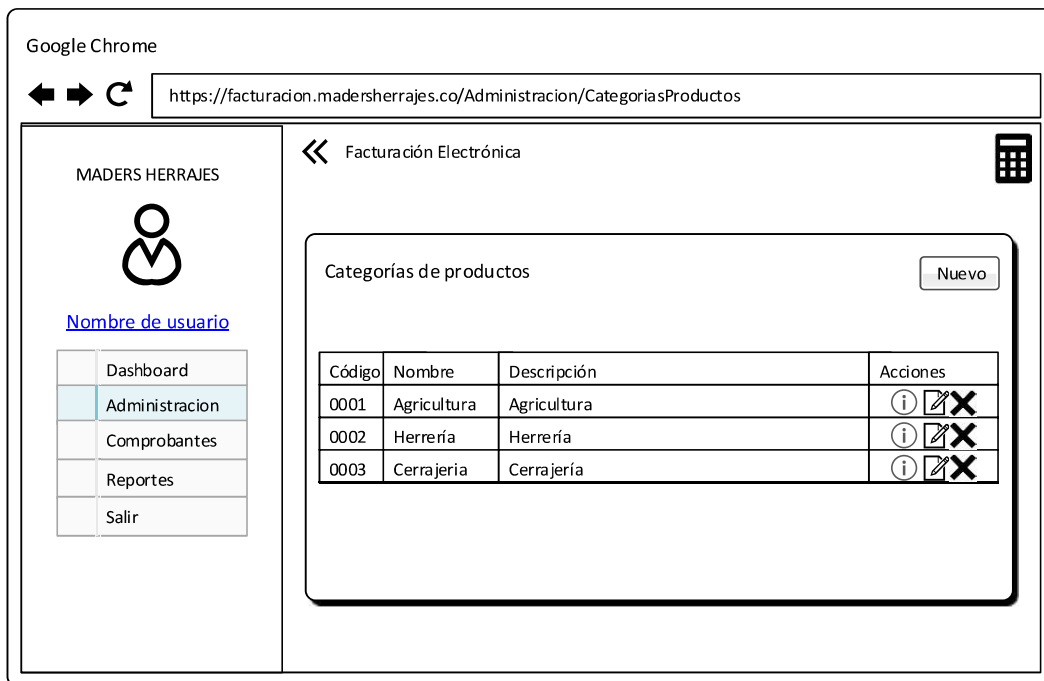 Google Chrome
https://facturacion.madersherrajes.co/Administracion/CategoriasProductos
MADERS HERRAJES
Nombre de usuario
Dashboard
Administracion
Comprobantes
Reportes
Salir
Facturación Electrónica
Categorías de productos
Nuevo
Código Nombre Descripción Acciones
0001 Agricultura Agricultura
0002 Herrería Herrería
0003 Cerrajeria Cerrajería